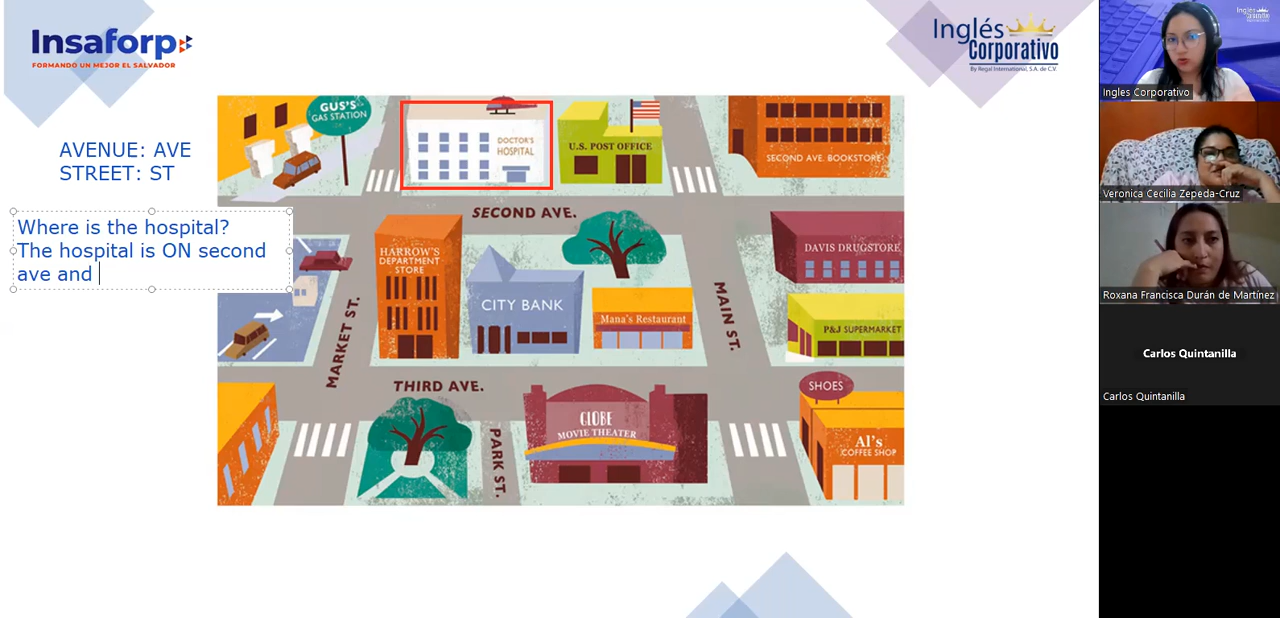 Insaforp
FORMANDO UN MEJOR EL SALVADOR
Inglés
Corporativo
By Regal International, S.A. de C.V.
AVENUE: AVE
STREET: ST
Where is the hospital?
The hospital is ON second
ave and
GUS'S
GAS STATION
DOCTOR'S
HOSPITAL
U.S. POST OFFICE
SECOND AVE. BOOKSTORE
SECOND AVE.
HARROW'S
DEPARTMENT
STORE
CITY BANK
Mana's Restaurant
DAVIS DRUGSTORE
P&J SUPERMARKET
MARKET ST.
MAIN ST.
THIRD AVE.
PARK ST.
GLOBE
MOVIE THEATER
SHOES
Al's
COFFEE SHOP
Ingles Corporativo
Veronica Cecilia Zepeda-Cruz
Roxana Francisca Durán de Martínez
Carlos Quintanilla
Carlos Quintanilla